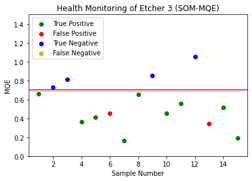 Health Monitoring of Etcher 3 (SOM-MQE)
True Positive
False Positive
True Negative
False Negative
MQE
1.4
1.2
1.0
0.8
0.6
0.4
0.2
0.0
2 4 6 8 10 12 14
Sample Number